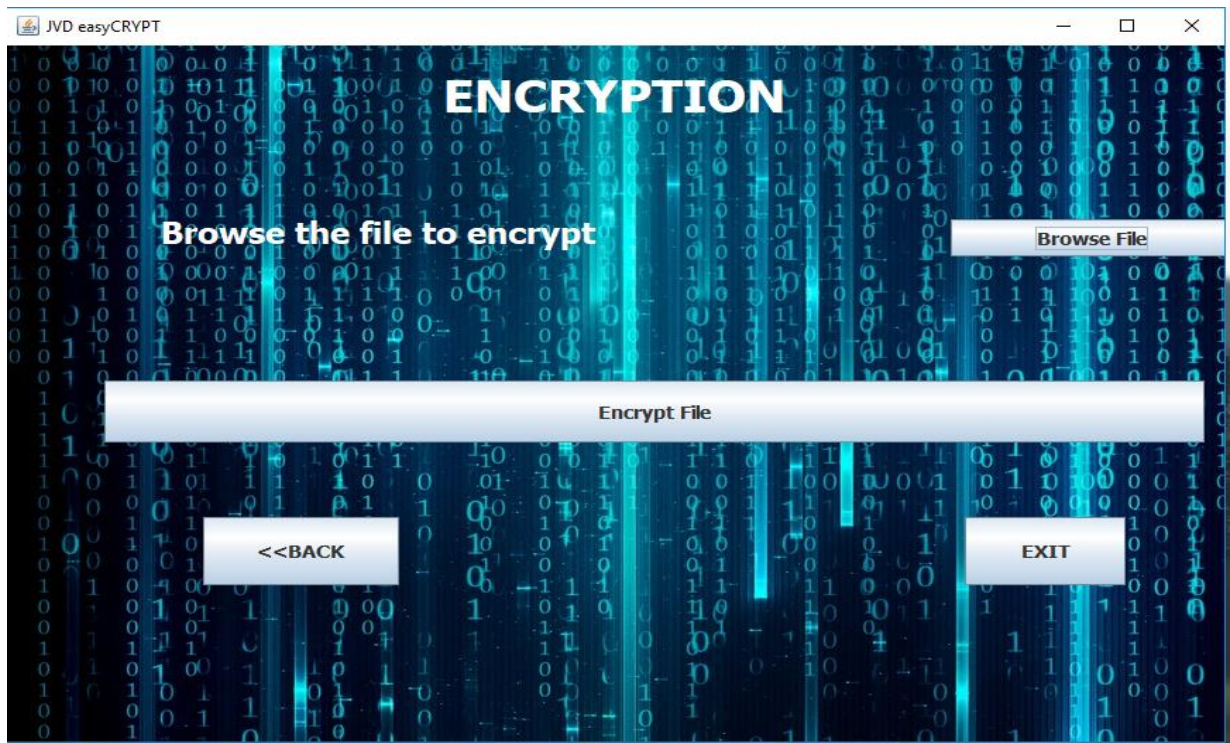 JVD easyCRYPT
ENCRYPTION
Browse the file to encrypt
Browse File
Encrypt File
<<BACK
EXIT